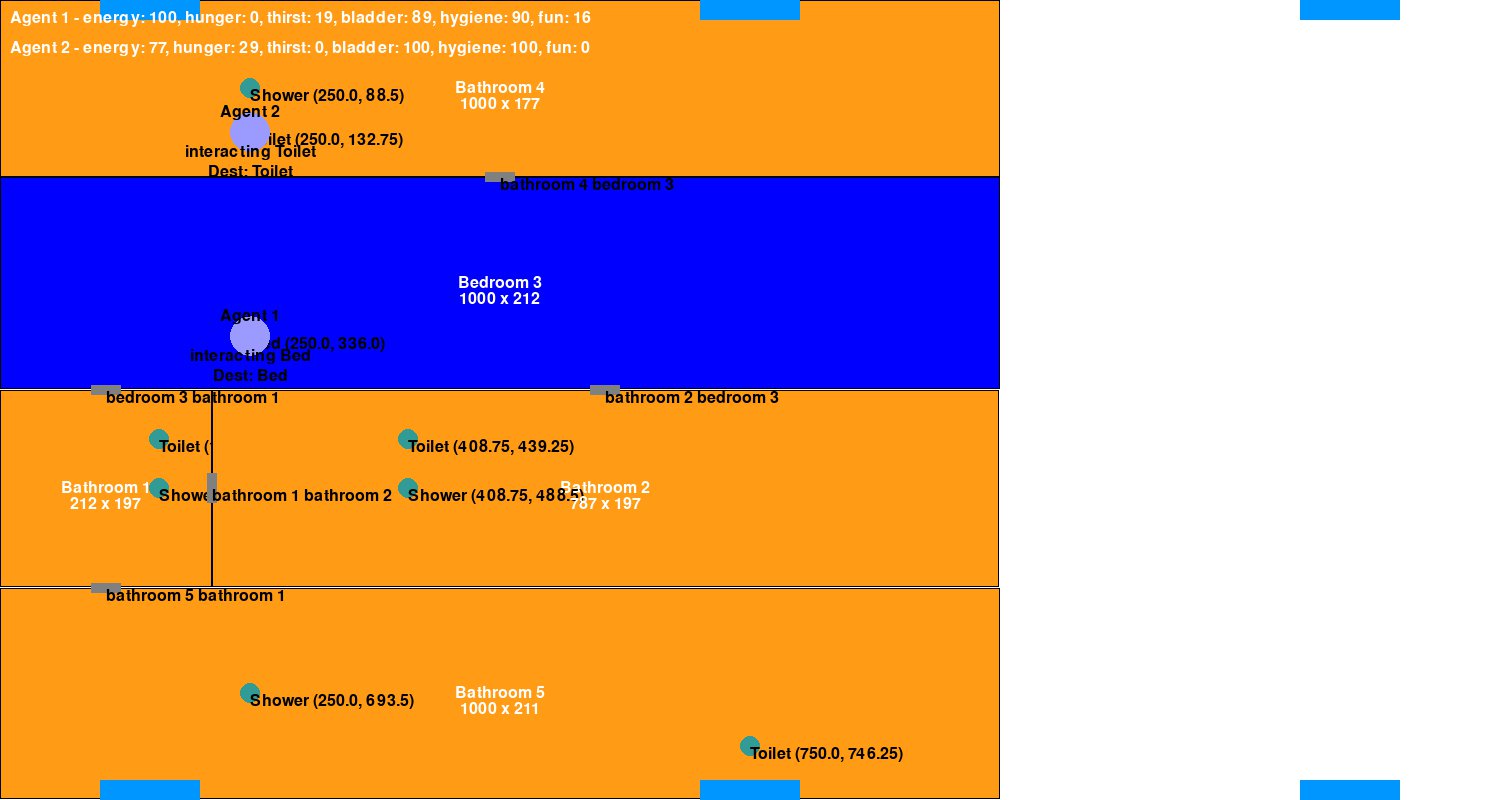 Agent 1 - energy: 100, hunger: 0, thirst: 19, bladder: 89, hygiene: 90, fun: 16
Agent 2 - energy: 77, hunger: 29, thirst: 0, bladder: 100, hygiene: 100, fun: 0
Bathroom 4
1000 x 177
Shower (250.0, 88.5)
Agent 2
ilet (250.0, 132.75)
interacting Toilet
Dest: Toilet
bathroom 4 bedroom 3
Bedroom 3
1000 x 212
Agent 1
ed (250.0, 336.0)
interacting Bed
Dest: Bed
bedroom 3 bathroom 1
bathroom 2 bedroom 3
Toilet (
Toilet (408.75, 439.25)
Bathroom 1
212 x 197
Showe
bathroom 1 bathroom 2
Shower (408.75, 488.5)
Bathroom 2
787 x 197
bathroom 5 bathroom 1
Shower (250.0, 693.5)
Bathroom 5
1000 x 211
Toilet (750.0, 746.25)